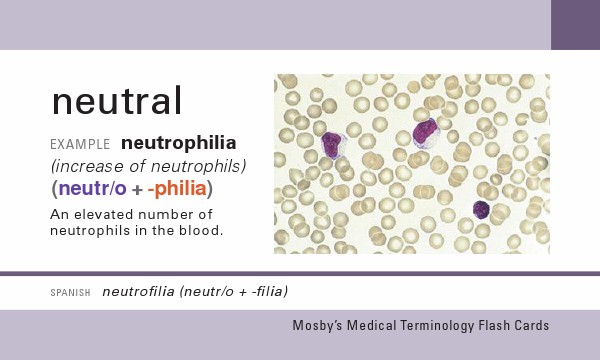 neutral
EXAMPLE neutrophilia
(increase of neutrophils)
(neutr/o + -philia)
An elevated number of
neutrophils in the blood.
SPANISH neutrofilia (neutr/o + -filia)
Mosby's Medical Terminology Flash Cards